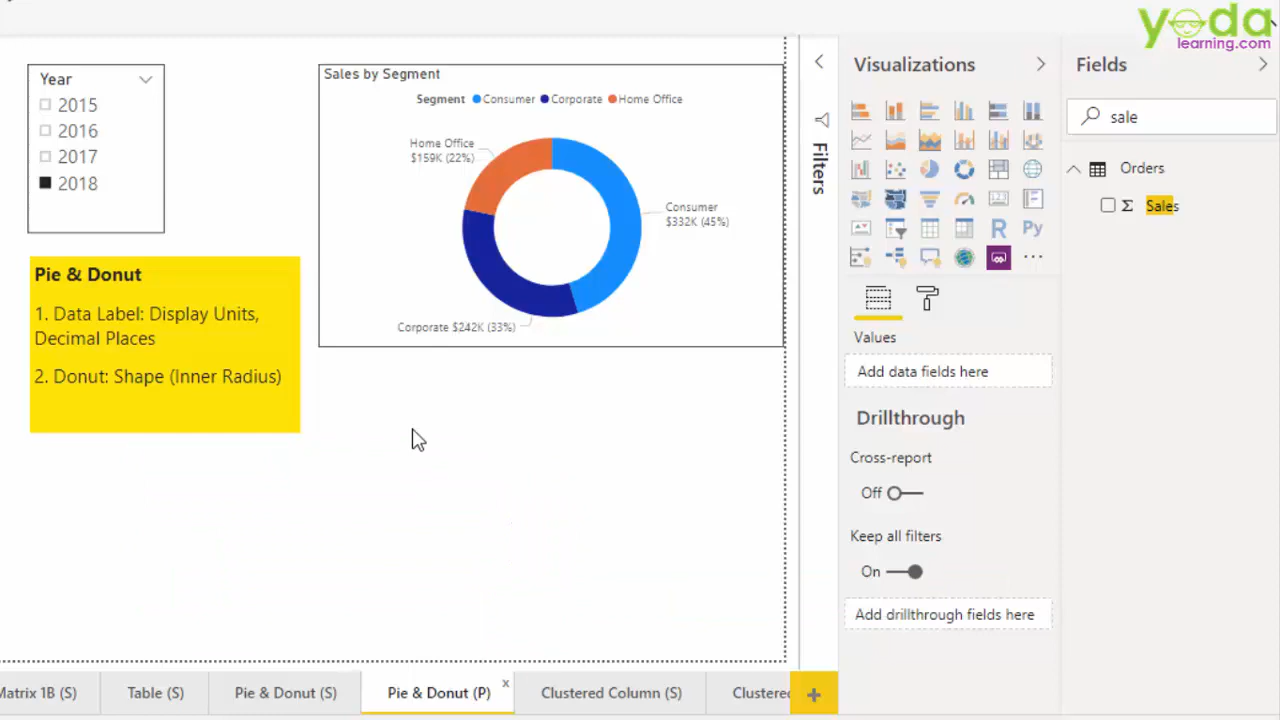 yoda
learning.com
Year
2015
2016
2017
2018
Pie & Donut
1. Data Label: Display Units,
Decimal Places
2. Donut: Shape (Inner Radius)
Sales by Segment
Segment Consumer Corporate Home Office
Home Office
$159K (22%)
Consumer
$332K (45%)
Corporate $242K (33%)
Filters
Visualizations
R
Py
123
Values
Add data fields here
Drillthrough
Cross-report
Off
Keep all filters
On
Add drillthrough fields here
Fields
sale
Orders
Σ Sales
Matrix 1B (S)
Table (S)
Pie & Donut (S)
Pie & Donut (P) x
Clustered Column (S)
Clustered
+